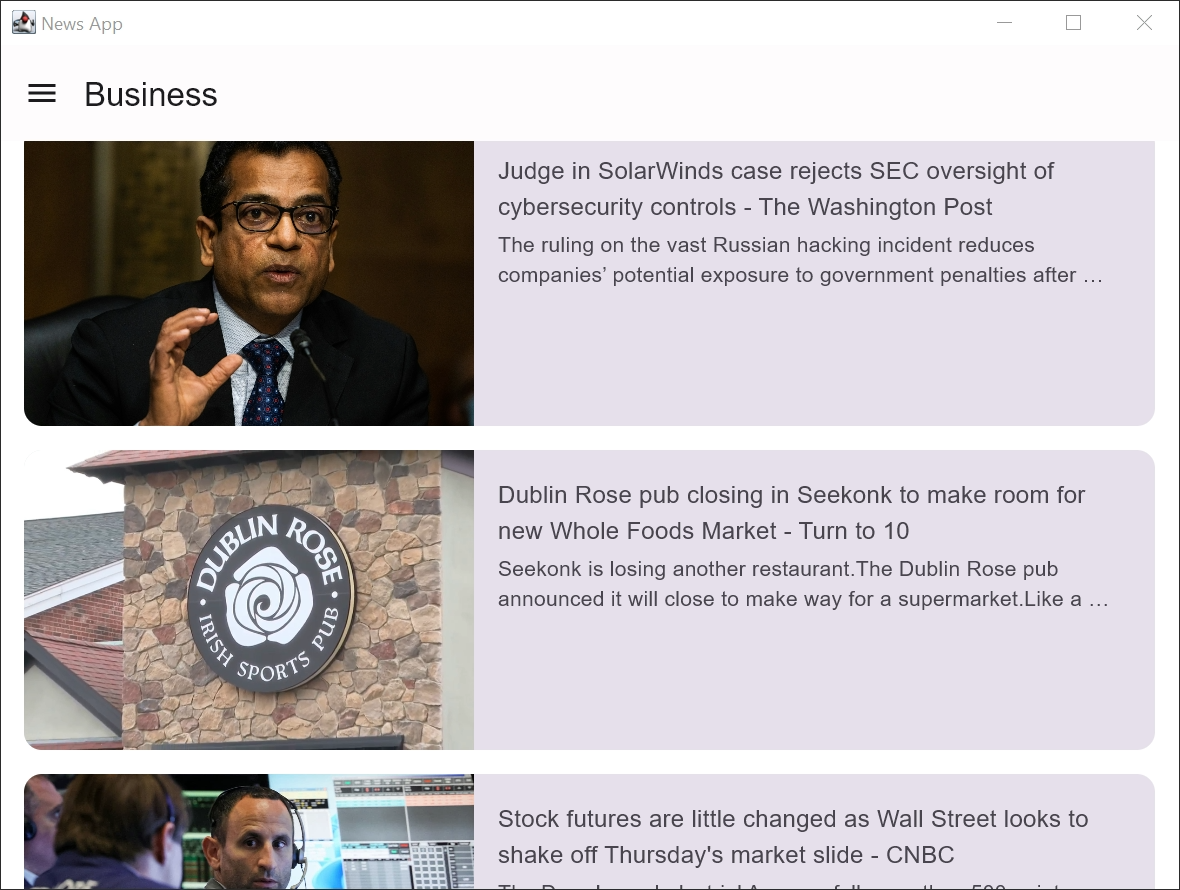 News App
Business
Judge in SolarWinds case rejects SEC oversight of
cybersecurity controls - The Washington Post
The ruling on the vast Russian hacking incident reduces
companies’ potential exposure to government penalties after …
DUBLIN ROSE
IRISH SPORTS PUB
Dublin Rose pub closing in Seekonk to make room for
new Whole Foods Market - Turn to 10
Seekonk is losing another restaurant.The Dublin Rose pub
announced it will close to make way for a supermarket.Like a …
Stock futures are little changed as Wall Street looks to
shake off Thursday's market slide - CNBC